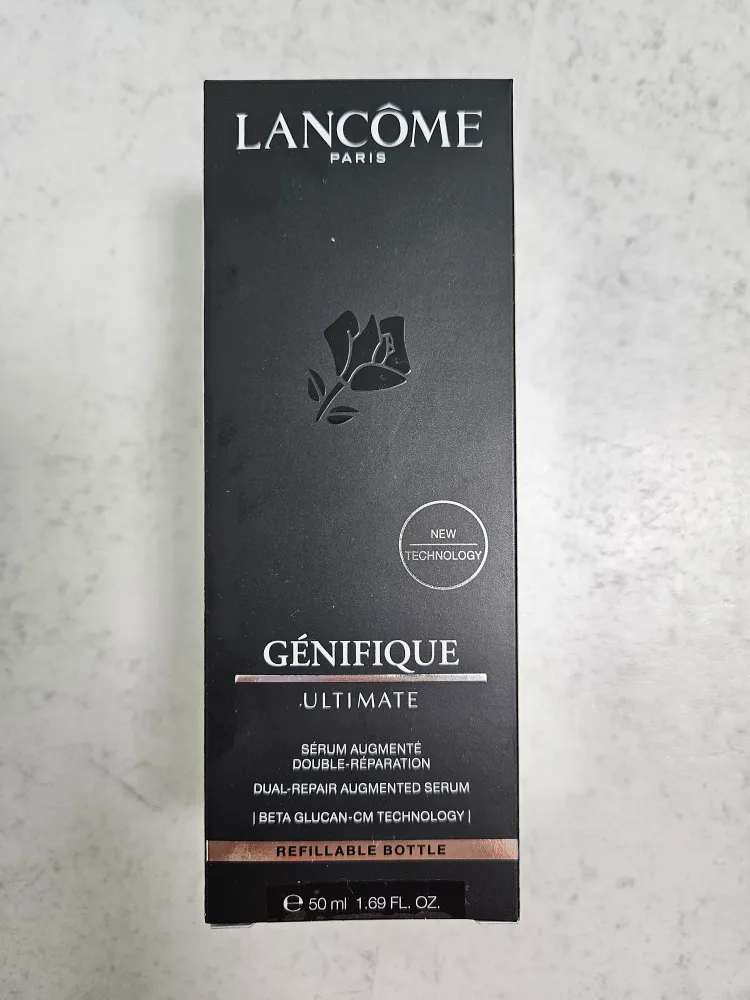 LANCÔME
PARIS
NEW
TECHNOLOGY
GÉNIFIQUE
ULTIMATE
SÉRUM AUGMENTÉ
DOUBLE-RÉPARATION
DUAL-REPAIR AUGMENTED SERUM
| BETA GLUCAN-CM TECHNOLOGY |
REFILLABLE BOTTLE
℮ 50 ml 1.69 FL. OZ.